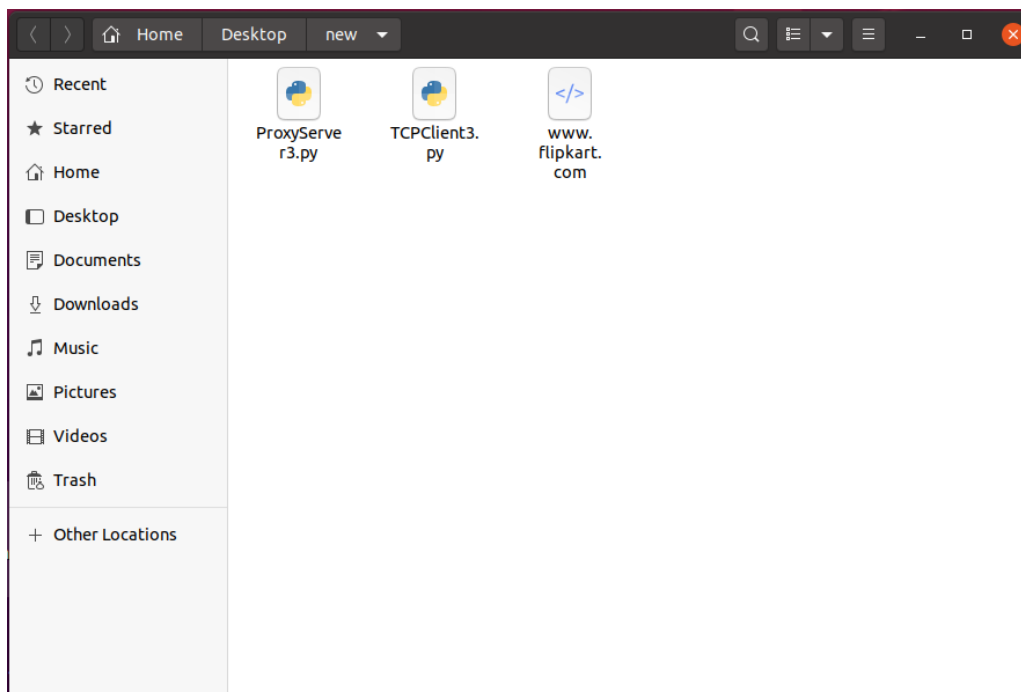 Home Desktop new
Recent
Starred
Home
Desktop
Documents
Downloads
Music
Pictures
Videos
Trash
Other Locations
ProxyServe
r3.py
TCPClient3.
py
</>
www.
flipkart.
com